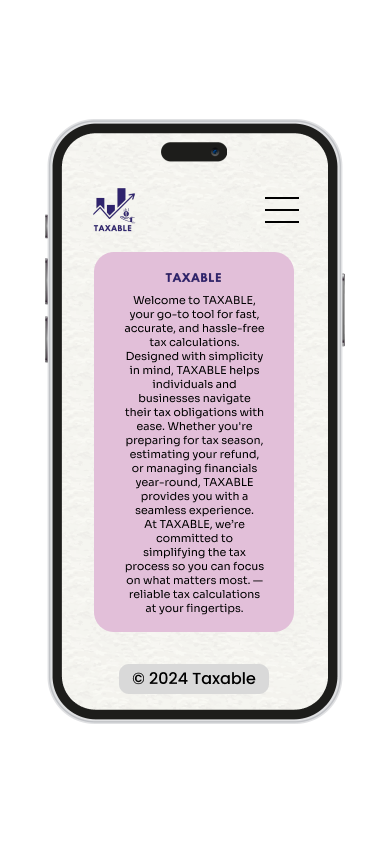 TAXABLE
TAXABLE
Welcome to TAXABLE,
your go-to tool for fast,
accurate, and hassle-free
tax calculations.
Designed with simplicity
in mind, TAXABLE helps
individuals and
businesses navigate
their tax obligations with
ease. Whether you're
preparing for tax season,
estimating your refund,
or managing financials
year-round, TAXABLE
provides you with a
seamless experience.
At TAXABLE, we're
committed to
simplifying the tax
process so you can focus
on what matters most. —
reliable tax calculations
at your fingertips.
© 2024 Taxable